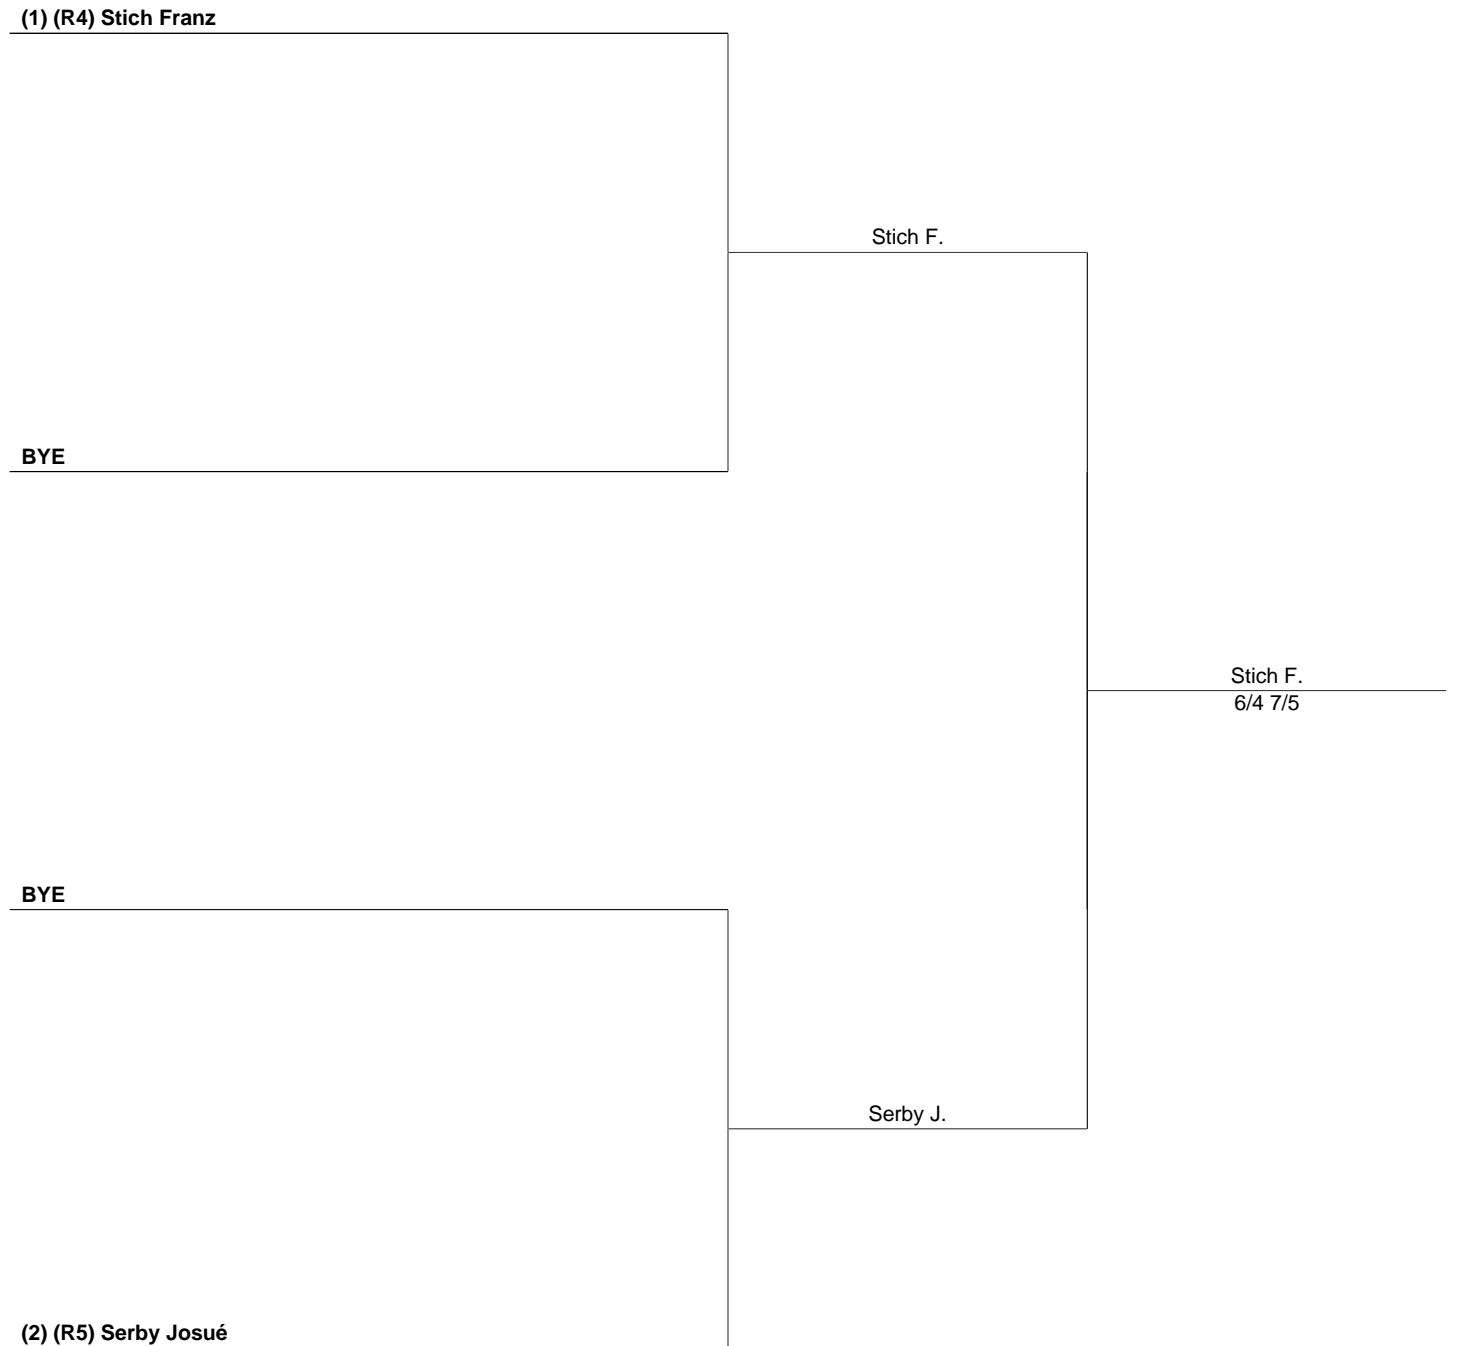 (1) (R4) Stich Franz
Stich F.
BYE
Stich F.
6/4 7/5
BYE
Serby J.
(2) (R5) Serby Josué